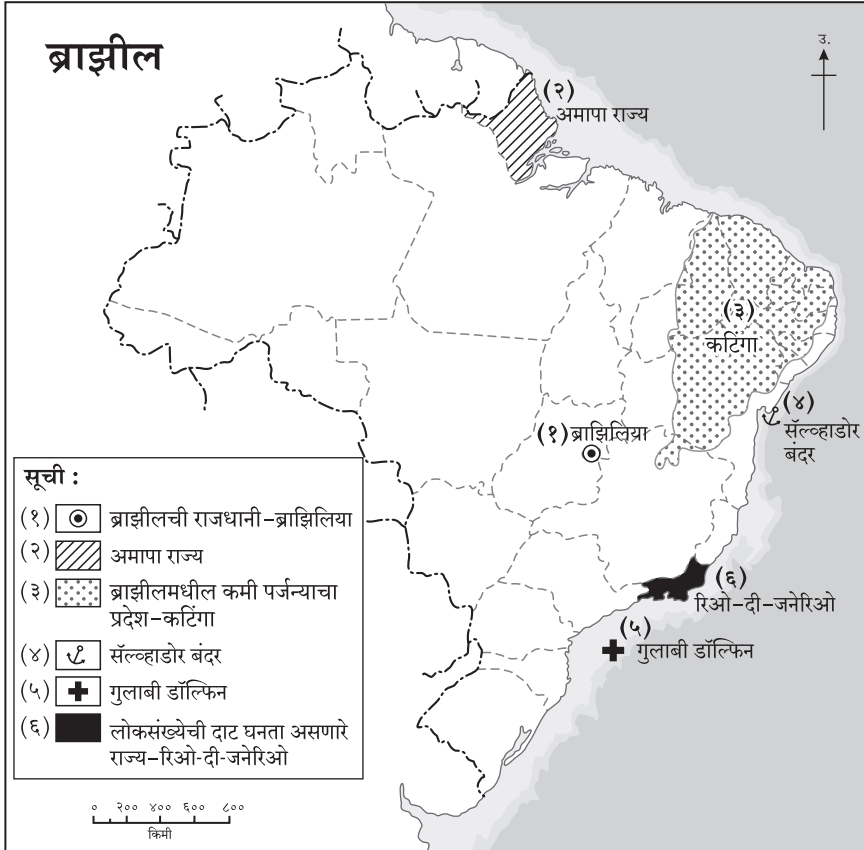 ब्राझील
उ.
(२)
अमापा राज्य
(३)
कटिंगा
(४)
सॅल्व्हाडोर
बंदर
(१) ब्राझिलिया
(६)
रिओ-दी-जनेरिओ
(५)
गुलाबी डॉल्फिन
सूची :
(१) ब्राझीलची राजधानी-ब्राझिलिया
(२) अमापा राज्य
(३) ब्राझीलमधील कमी पर्जन्याचा
प्रदेश-कटिंगा
(४) सॅल्व्हाडोर बंदर
(५) गुलाबी डॉल्फिन
(६) लोकसंख्येची दाट घनता असणारे
राज्य-रिओ-दी-जनेरिओ
० २०० ४०० ६०० ८००
किमी